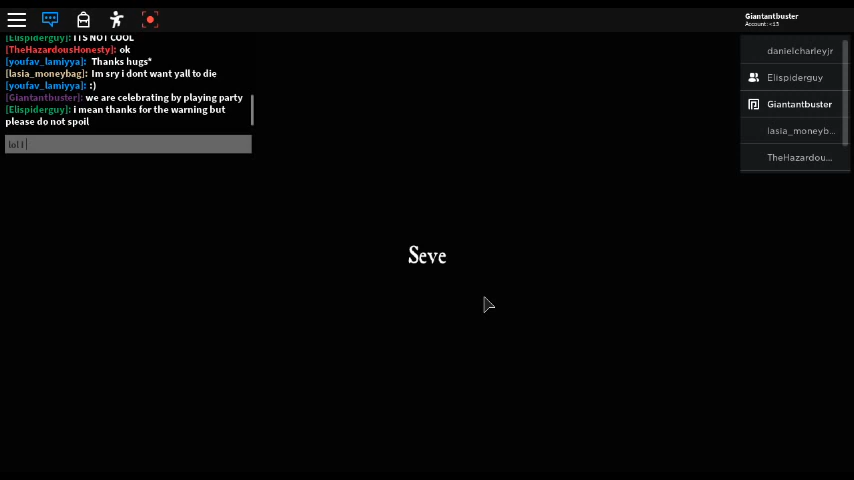 [Elispiderguy]: ITS NOT COOL
[TheHazardousHonesty]: ok
[youfav_lamiyya]: Thanks hugs*
[lasia_moneybag]: Im sry i dont want yall to die
[youfav_lamiyya]: :)
[Giantantbuster]: we are celebrating by playing party
[Elispiderguy]: i mean thanks for the warning but
please do not spoil
lol I
Seve
Giantantbuster
Account: <13
danielcharleyjr
Elispiderguy
Giantantbuster
lasia_moneyb...
TheHazardou...